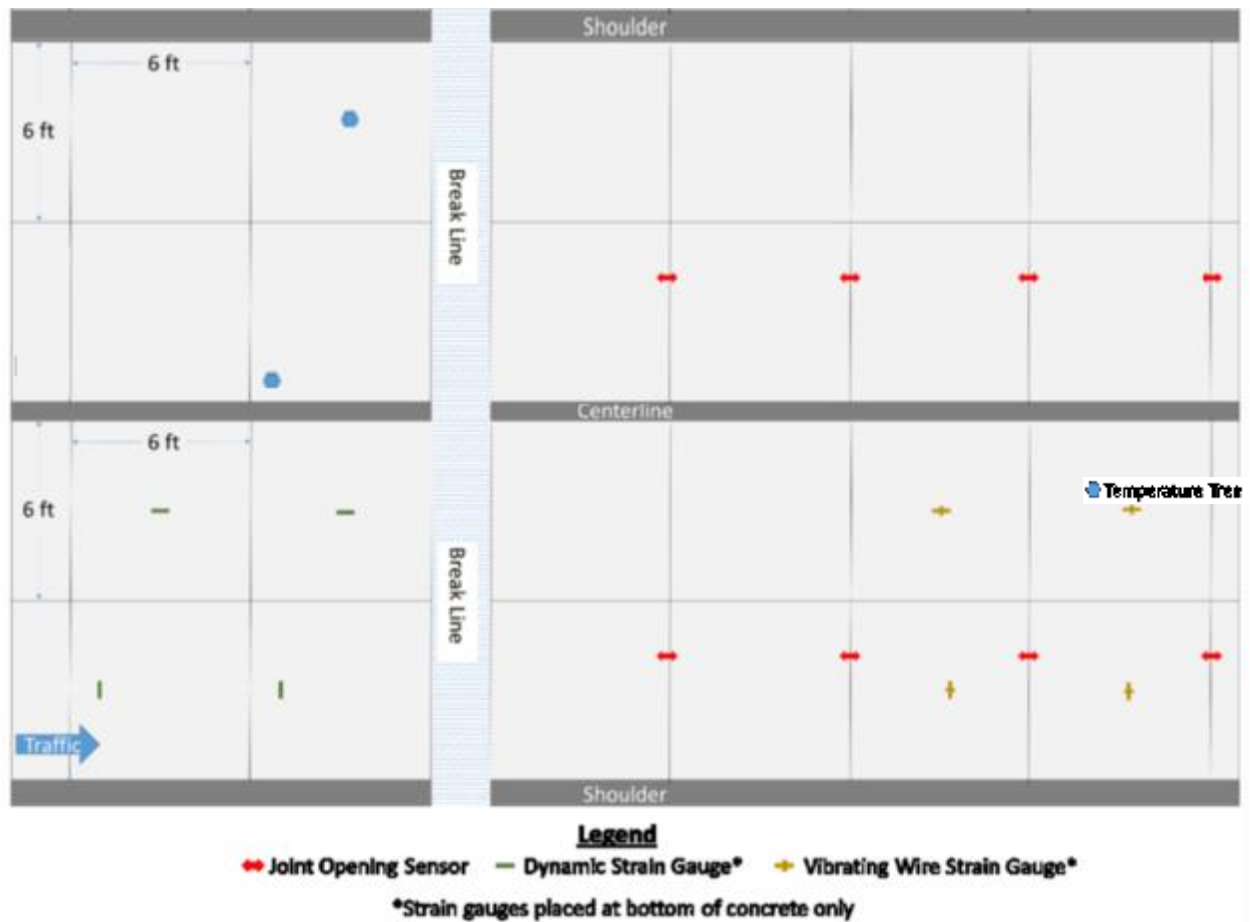 Shoulder
6 ft
6 ft
Break Line
Centerline
6 ft
6 ft
Temperature Tree
Break Line
Traffic
Shoulder
Legend
Joint Opening Sensor
Dynamic Strain Gauge*
Vibrating Wire Strain Gauge*
*Strain gauges placed at bottom of concrete only